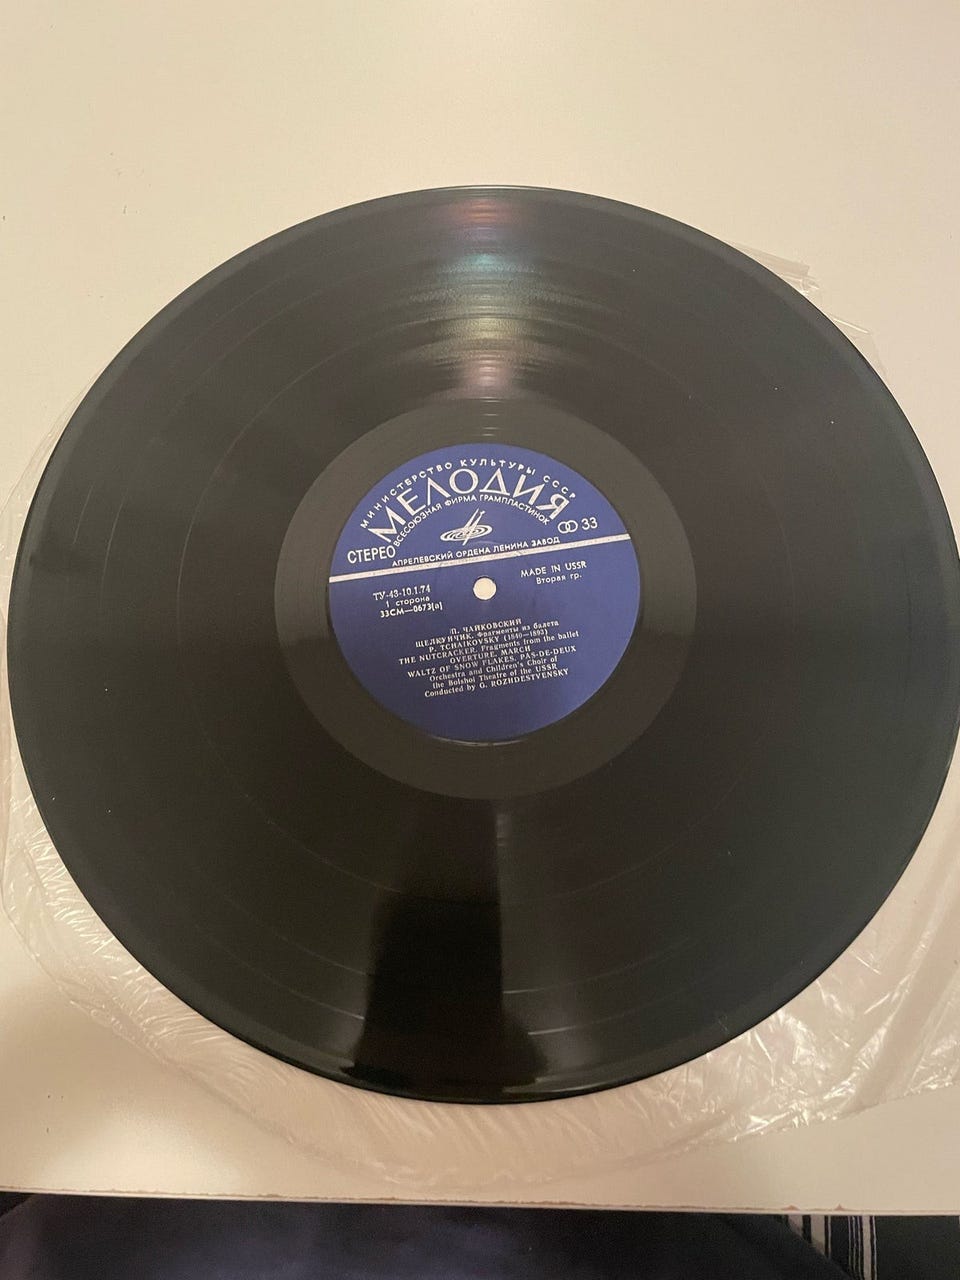 МИНИСТЕРСТВО КУЛЬТУРЫ СССР
МЕЛОДИЯ
ВСЕСОЮЗНАЯ ФИРМА ГРАМПЛАСТИНОК
СТЕРЕО
33
АПРЕЛЕВСКИЙ ОРДЕНА ЛЕНИНА ЗАВОД
ТУ-43-10.1.74
1 сторона
33СМ—0673[а]
MADE IN USSR
Вторая гр.
П. ЧАЙКОВСКИЙ
ЩЕЛКУНЧИК. Фрагменты из балета
P. TCHAIKOVSKY (1840—1893)
THE NUTCRACKER. Fragments from the ballet
OVERTURE. MARCH
WALTZ OF SNOW FLAKES, PAS-DE-DEUX
Orchestra and Children's Choir of
the Bolshoi Theatre of the USSR
Conducted by G. ROZHDESTVENSKY